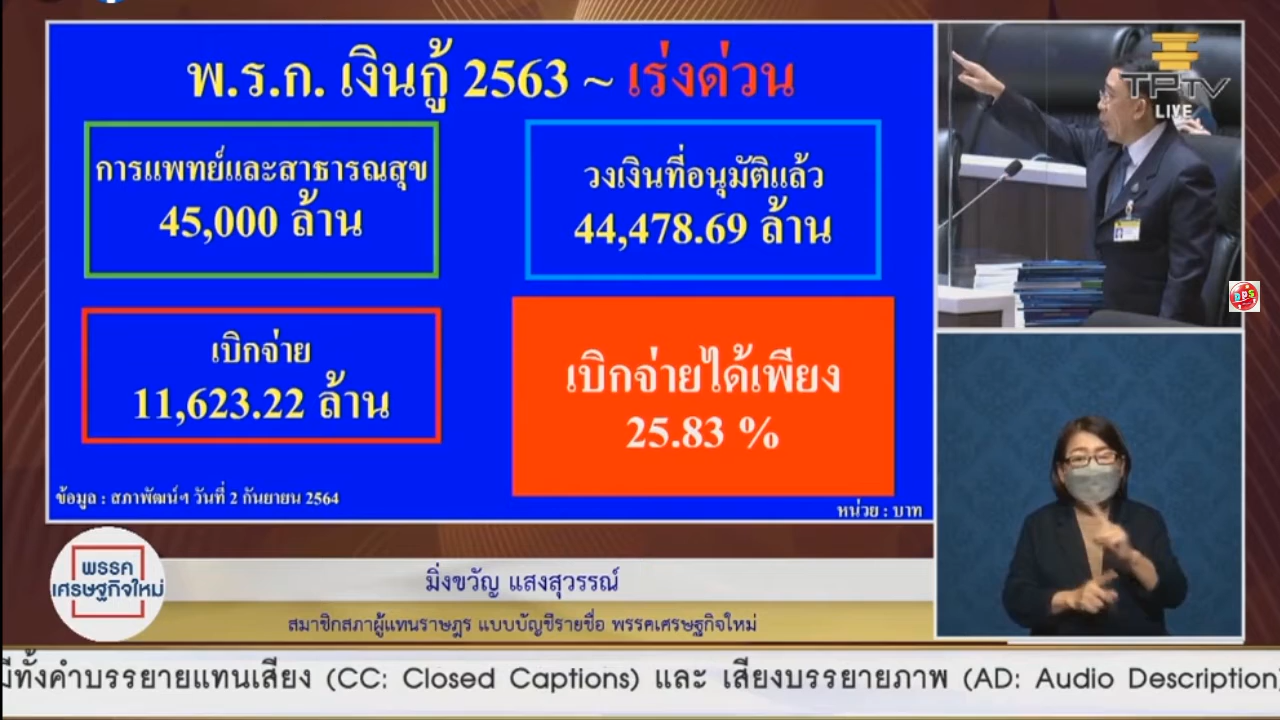 พ.ร.ก. เงินกู้ 2563 ~ เร่งด่วน
การแพทย์และสาธารณสุข
45,000 ล้าน
วงเงินที่อนุมัติแล้ว
44,478.69 ล้าน
เบิกจ่าย
11,623.22 ล้าน
เบิกจ่ายได้เพียง
25.83 %
ข้อมูล : สภาพัฒน์ฯ วันที่ 2 กันยายน 2564
หน่วย : บาท
TPTV
LIVE
DPS
พรรค
เศรษฐกิจใหม่
มิ่งขวัญ แสงสุวรรณ์
สมาชิกสภาผู้แทนราษฎร แบบบัญชีรายชื่อ พรรคเศรษฐกิจใหม่
มีทั้งคำบรรยายแทนเสียง (CC: Closed Captions) และ เสียงบรรยายภาพ (AD: Audio Description)